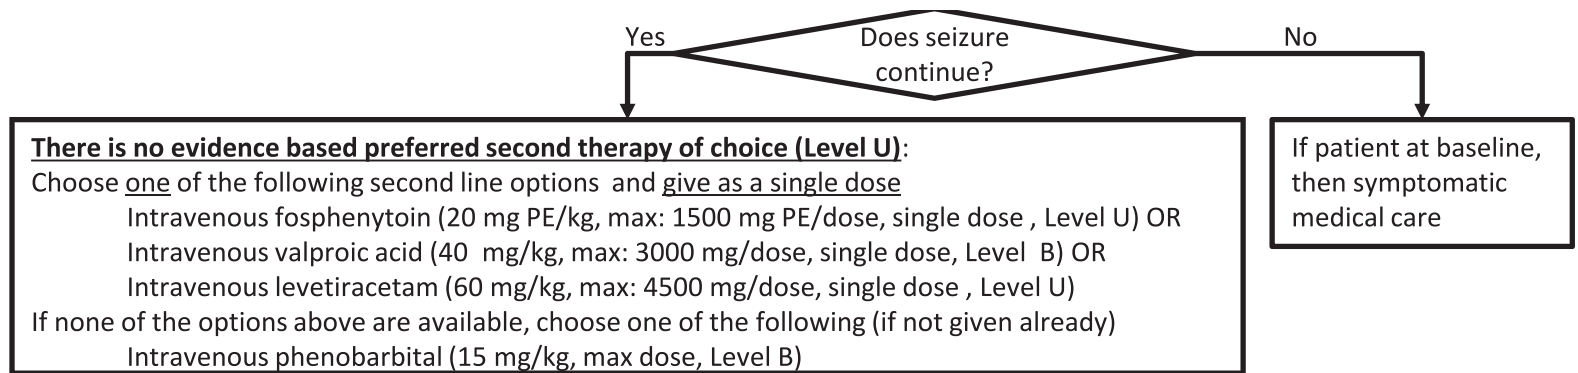 Yes
Does seizure
continue?
No
There is no evidence based preferred second therapy of choice (Level U):
Choose one of the following second line options and give as a single dose
Intravenous fosphenytoin (20 mg PE/kg, max: 1500 mg PE/dose, single dose , Level U) OR
Intravenous valproic acid (40 mg/kg, max: 3000 mg/dose, single dose, Level B) OR
Intravenous levetiracetam (60 mg/kg, max: 4500 mg/dose, single dose , Level U)
If none of the options above are available, choose one of the following (if not given already)
Intravenous phenobarbital (15 mg/kg, max dose, Level B)
If patient at baseline,
then symptomatic
medical care